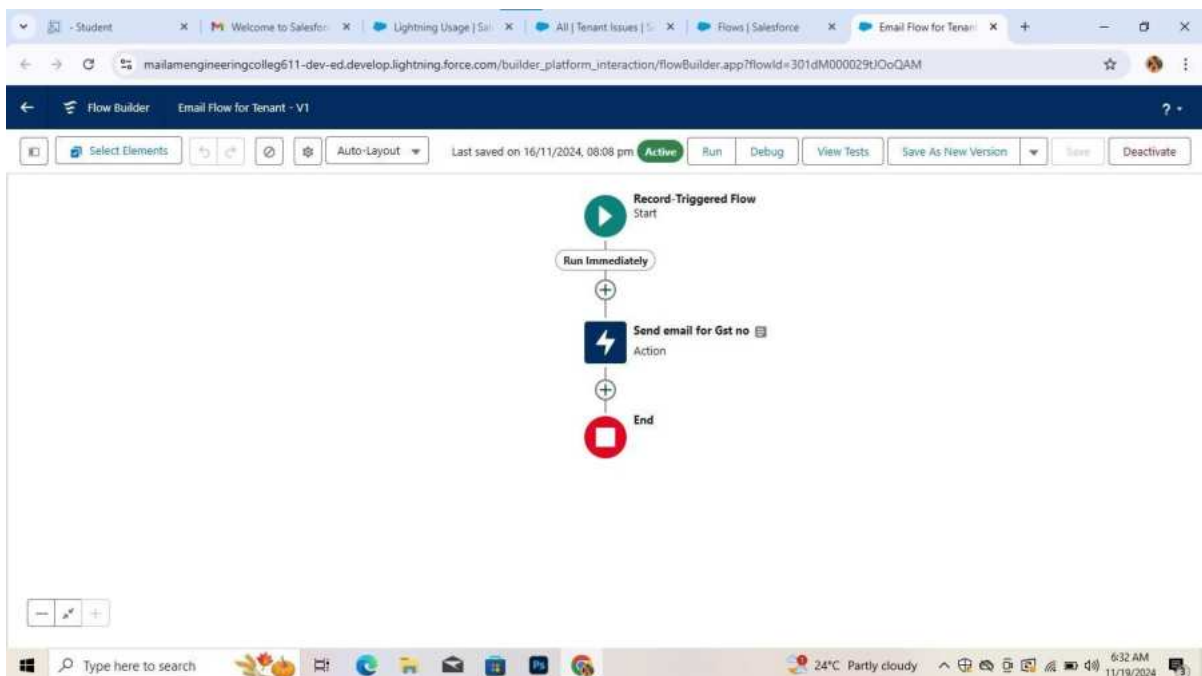 - Student
Welcome to Salesfor
Lightning Usage | Sal
All | Tenant Issues | S
Flows | Salesforce
Email Flow for Tenan
mailamengineeringcolleg611-dev-ed.develop.lightning.force.com/builder_platform_interaction/flowBuilder.app?flowId=301dM000029tJOoQAM
Flow Builder Email Flow for Tenant - V1 ?
Select Elements Auto-Layout Last saved on 16/11/2024, 08:08 pm Active Run Debug View Tests Save As New Version Save Deactivate
Record-Triggered Flow
Start
Run Immediately
Send email for Gst no
Action
End
Type here to search Ps 24°C Partly cloudy
6:32 AM
11/19/2024